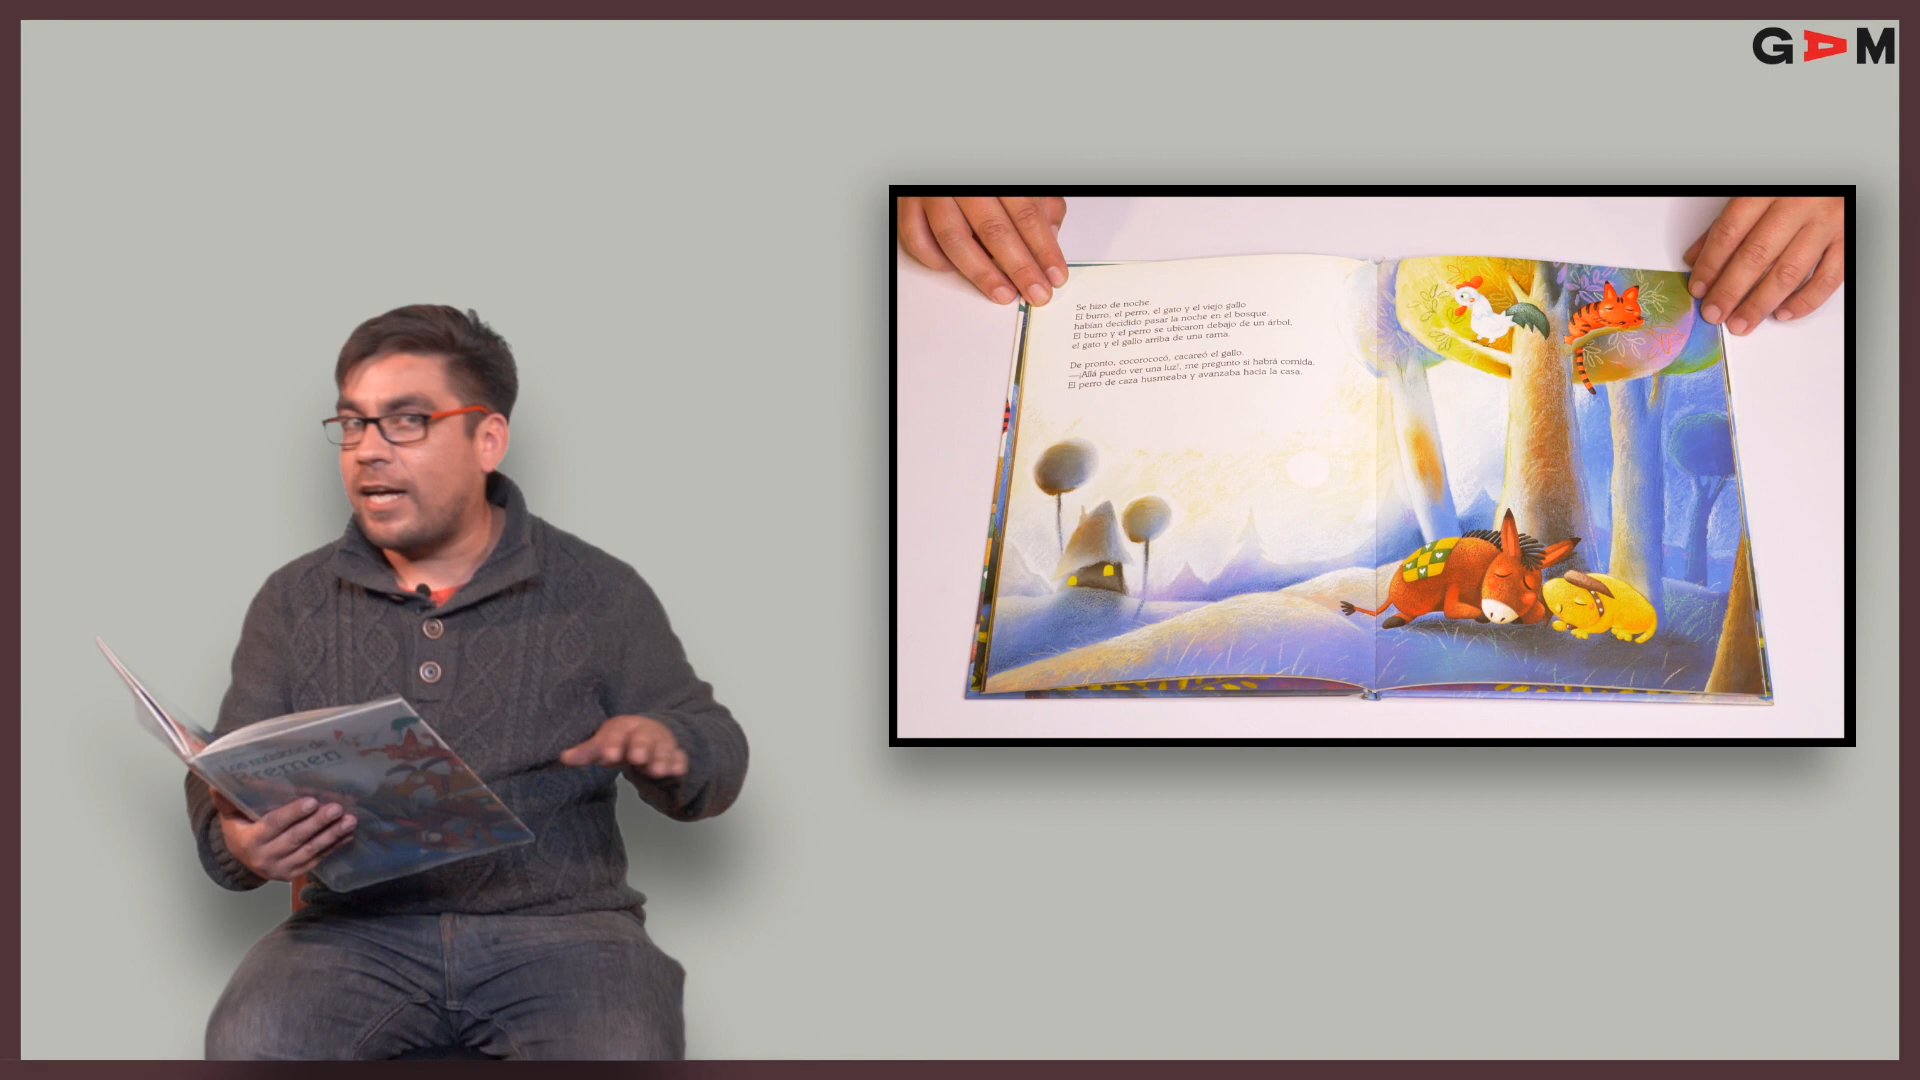 GAM
Se hizo de noche.
El burro, el perro, el gato y el viejo gallo
habían decidido pasar la noche en el bosque.
El burro y el perro se ubicaron debajo de un árbol,
el gato y el gallo arriba de una rama.
De pronto, cocorococó, cacareó el gallo.
—¡Allá puedo ver una luz!, me pregunto si habrá comida.
El perro de caza husmeaba y avanzaba hacia la casa.
Los músicos de
Bremen